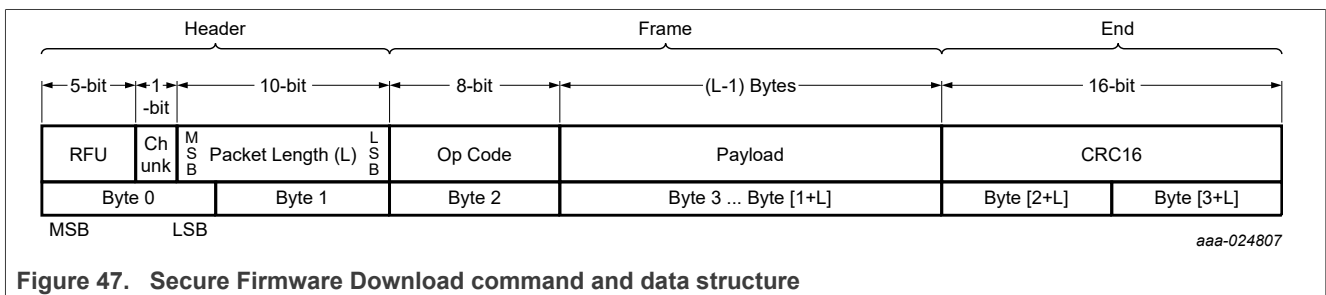 Header Frame End
5-bit 1 -bit 10-bit 8-bit (L-1) Bytes 16-bit
RFU Ch unk MSB Packet Length (L) LSB Op Code Payload CRC16
Byte 0 Byte 1 Byte 2 Byte 3 ... Byte [1+L] Byte [2+L] Byte [3+L]
MSB LSB
aaa-024807
Figure 47. Secure Firmware Download command and data structure